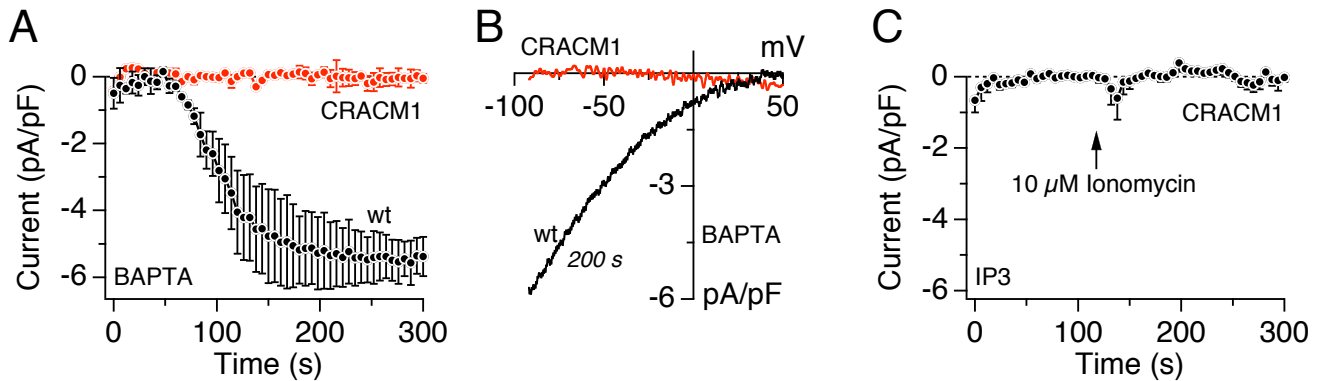 A
Current (pA/pF)
0
-2
-4
-6
CRACM1
wt
BAPTA
0
100
200
300
Time (s)
B
CRACM1
mV
-100
-50
50
-3
-6
wt
200 s
BAPTA
pA/pF
C
Current (pA/pF)
0
-2
-4
-6
CRACM1
10 µM Ionomycin
IP3
0
100
200
300
Time (s)